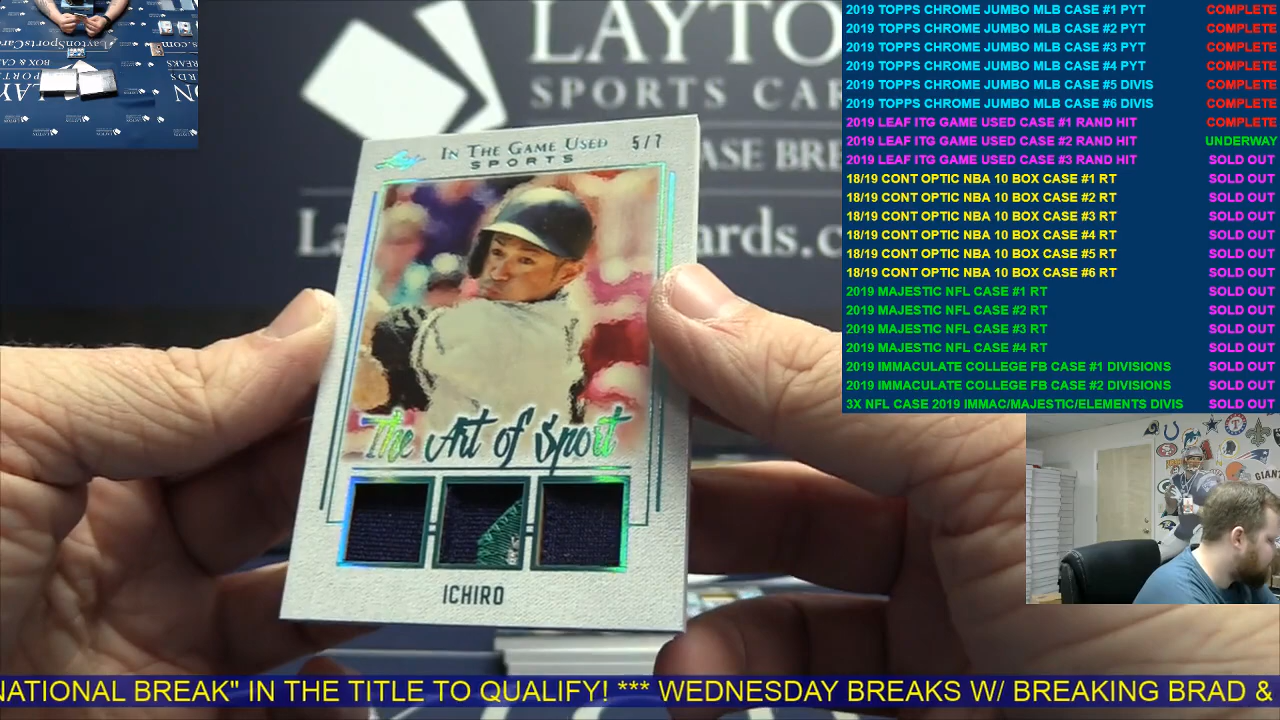 LAYTON
SPORTS CAR
ASE BRE
La
ards.c
Leaf
IN THE GAME USED
SPORTS
5/7
The Art of Sport
ICHIRO
2019 TOPPS CHROME JUMBO MLB CASE #1 PYT COMPLETE
2019 TOPPS CHROME JUMBO MLB CASE #2 PYT COMPLETE
2019 TOPPS CHROME JUMBO MLB CASE #3 PYT COMPLETE
2019 TOPPS CHROME JUMBO MLB CASE #4 PYT COMPLETE
2019 TOPPS CHROME JUMBO MLB CASE #5 DIVIS COMPLETE
2019 TOPPS CHROME JUMBO MLB CASE #6 DIVIS COMPLETE
2019 LEAF ITG GAME USED CASE #1 RAND HIT COMPLETE
2019 LEAF ITG GAME USED CASE #2 RAND HIT UNDERWAY
2019 LEAF ITG GAME USED CASE #3 RAND HIT SOLD OUT
18/19 CONT OPTIC NBA 10 BOX CASE #1 RT SOLD OUT
18/19 CONT OPTIC NBA 10 BOX CASE #2 RT SOLD OUT
18/19 CONT OPTIC NBA 10 BOX CASE #3 RT SOLD OUT
18/19 CONT OPTIC NBA 10 BOX CASE #4 RT SOLD OUT
18/19 CONT OPTIC NBA 10 BOX CASE #5 RT SOLD OUT
18/19 CONT OPTIC NBA 10 BOX CASE #6 RT SOLD OUT
2019 MAJESTIC NFL CASE #1 RT SOLD OUT
2019 MAJESTIC NFL CASE #2 RT SOLD OUT
2019 MAJESTIC NFL CASE #3 RT SOLD OUT
2019 MAJESTIC NFL CASE #4 RT SOLD OUT
2019 IMMACULATE COLLEGE FB CASE #1 DIVISIONS SOLD OUT
2019 IMMACULATE COLLEGE FB CASE #2 DIVISIONS SOLD OUT
3X NFL CASE 2019 IMMAC/MAJESTIC/ELEMENTS DIVIS SOLD OUT
GIANTS
NATIONAL BREAK" IN THE TITLE TO QUALIFY! *** WEDNESDAY BREAKS W/ BREAKING BRAD &